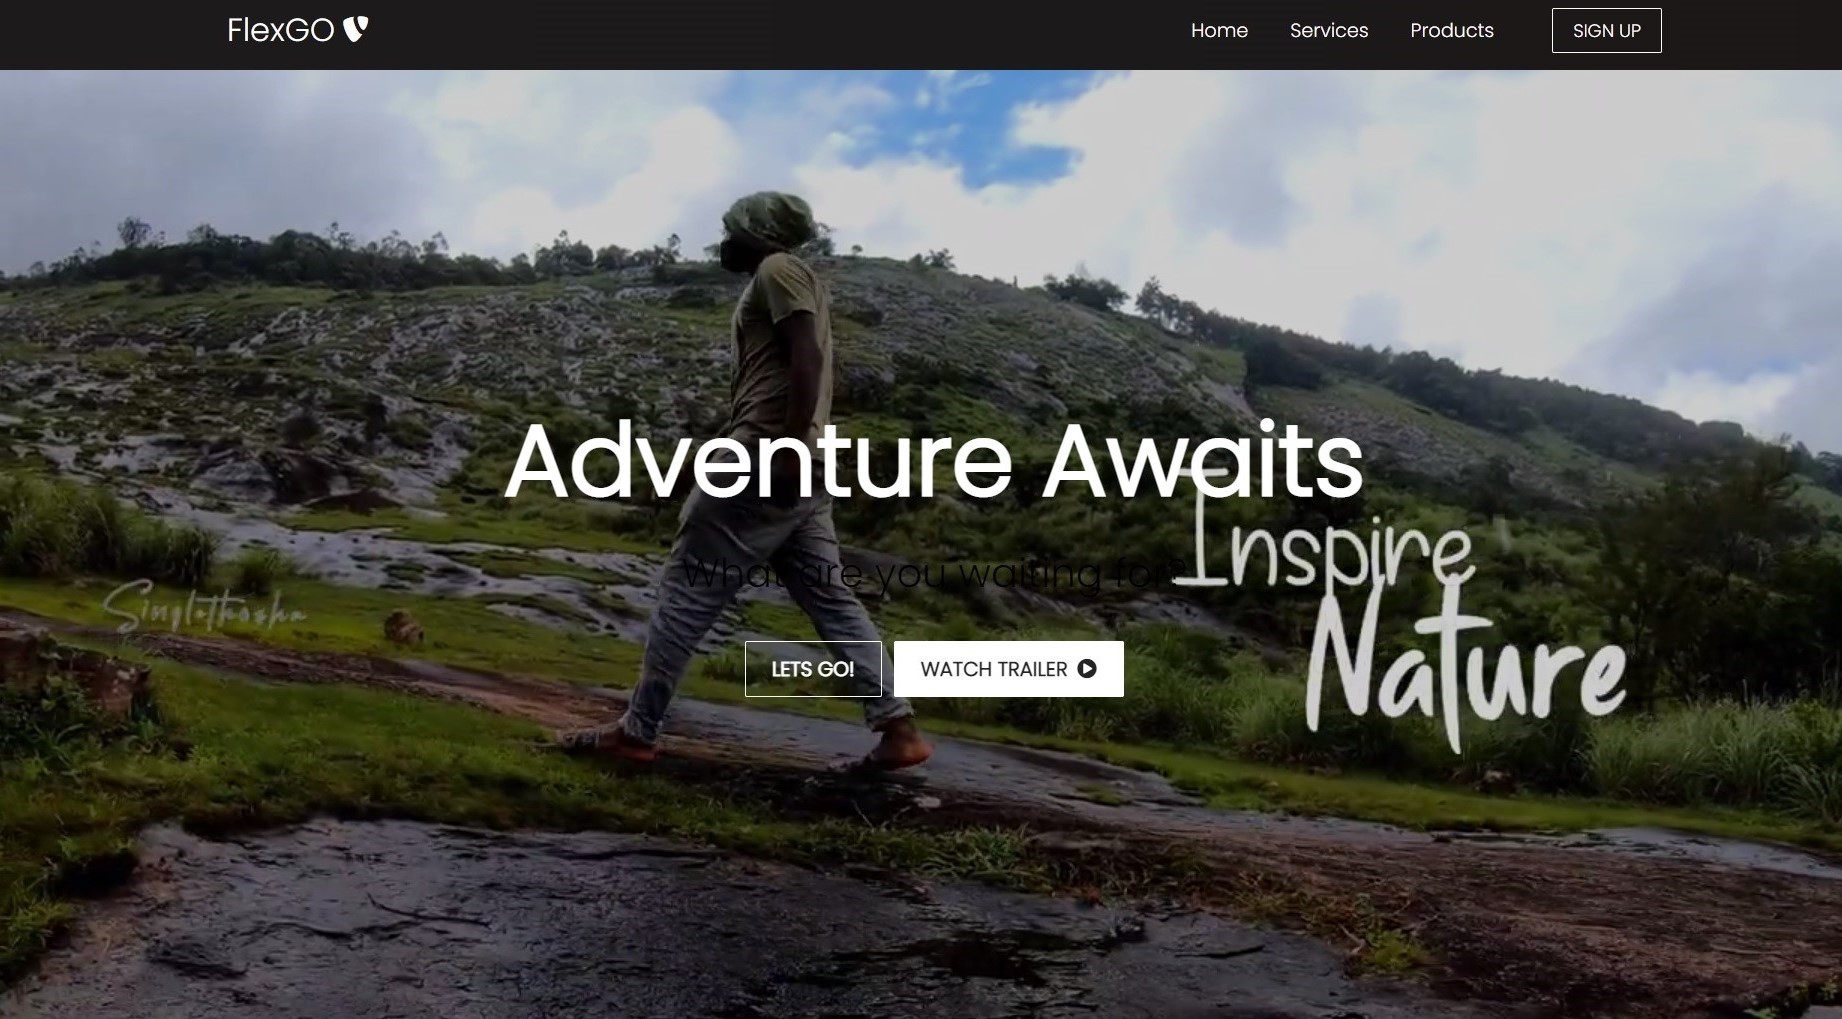 FlexGO
Home Services Products SIGN UP
Adventure Awaits
Inspire
What are you waiting for?
Nature
LETS GO! WATCH TRAILER